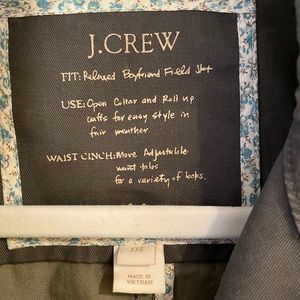 J.CREW
FIT: Relaxed Boyfriend Field Jkt
USE: Open Collar and Roll up
cuffs for easy style in
fair weather
WAIST CINCH: More Adjustable
waist tabs
for a variety of looks.
XXS
MADE IN
VIETNAM